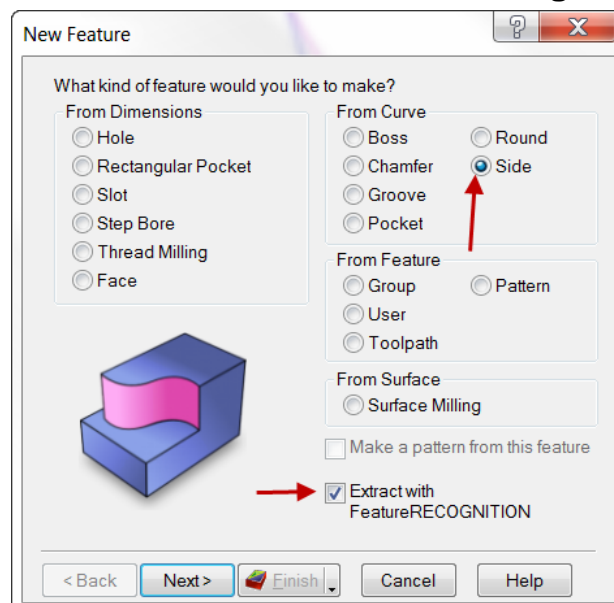 New Feature
What kind of feature would you like to make?
From Dimensions
Hole
Rectangular Pocket
Slot
Step Bore
Thread Milling
Face
From Curve
Boss
Round
Chamfer
Side
Groove
Pocket
From Feature
Group
Pattern
User
Toolpath
From Surface
Surface Milling
Make a pattern from this feature
Extract with
FeatureRECOGNITION
< Back
Next >
Finish
Cancel
Help